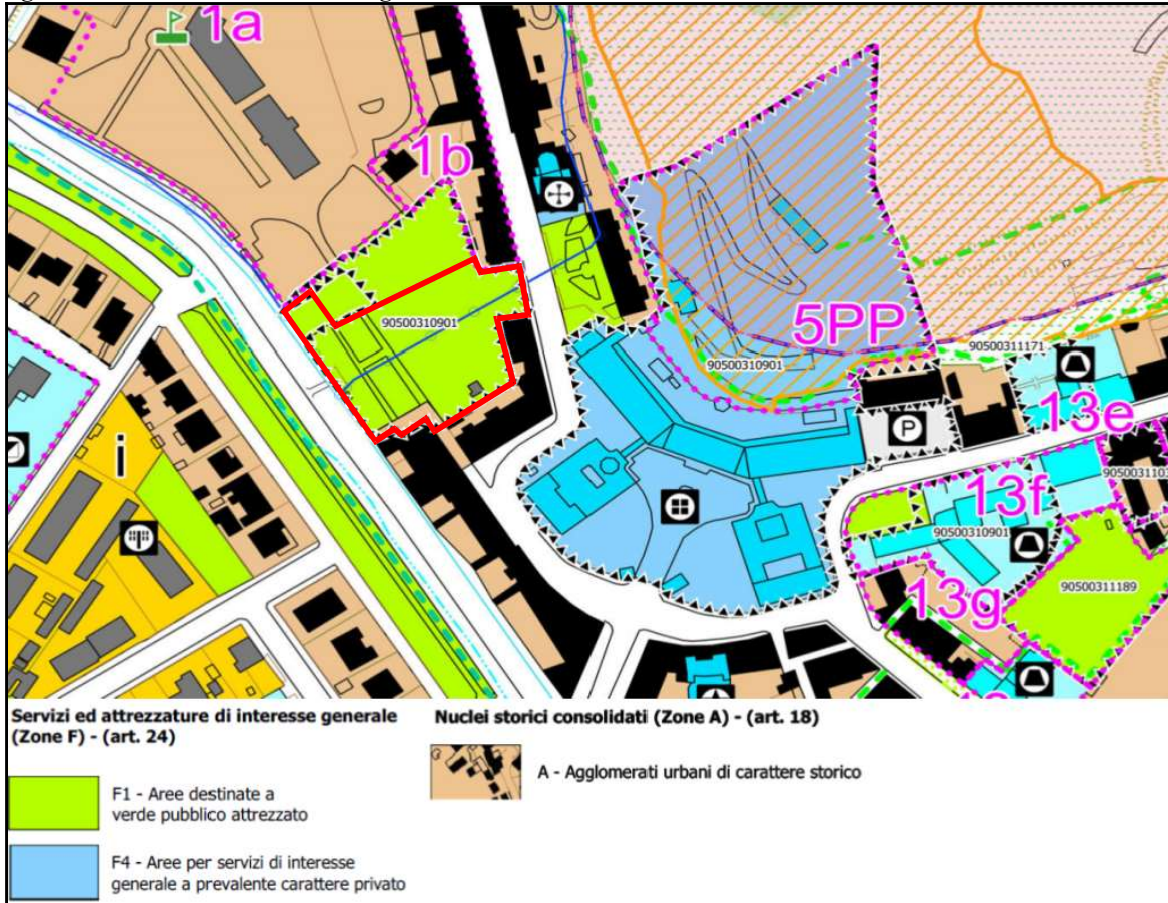 1a
1b
90500310901
5PP
90500310901
90500311171
P
13e
i
13f
90500310901
13g
90500311189
Servizi ed attrezzature di interesse generale
(Zone F) - (art. 24)
F1 - Aree destinate a
verde pubblico attrezzato
F4 - Aree per servizi di interesse
generale a prevalente carattere privato
Nuclei storici consolidati (Zone A) - (art. 18)
A - Agglomerati urbani di carattere storico